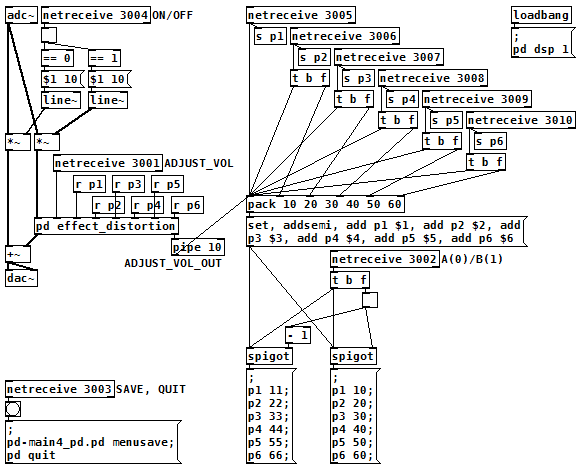 adc~
netreceive 3004 ON/OFF
netreceive 3005
loadbang
s p1
netreceive 3006
;
pd dsp 1
== 0
== 1
s p2
netreceive 3007
$1 10
$1 10
t b f
s p3
netreceive 3008
line~
line~
t b f
s p4
netreceive 3009
t b f
s p5
netreceive 3010
*~
*~
t b f
s p6
netreceive 3001 ADJUST_VOL
t b f
r p1
r p3
r p5
r p2
r p4
r p6
pack 10 20 30 40 50 60
pd effect_distortion
set, addsemi, add p1 $1, add p2 $2, add
p3 $3, add p4 $4, add p5 $5, add p6 $6
+~
pipe 10
ADJUST_VOL_OUT
netreceive 3002 A(0)/B(1)
dac~
t b f
- 1
spigot
spigot
;
p1 11;
p2 22;
p3 33;
p4 44;
p5 55;
p6 66;
;
p1 10;
p2 20;
p3 30;
p4 40;
p5 50;
p6 60;
netreceive 3003 SAVE, QUIT
;
pd-main4_pd.pd menusave;
pd quit